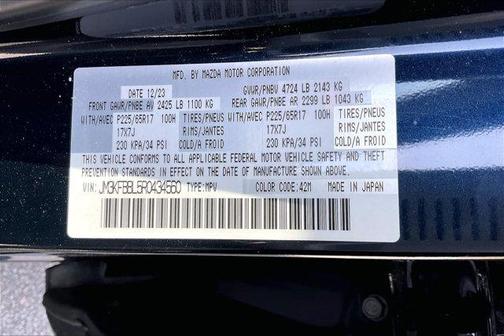 MFD. BY MAZDA MOTOR CORPORATION
DATE 12/23 GVWR/PNBV 4724 LB 2143 KG
FRONT GAWR/PNBE AV 2425 LB 1100 KG REAR GAWR/PNBE AR 2299 LB 1043 KG
WITH/AVEC P225/65R17 100H TIRES/PNEUS WITH/AVEC P225/65R17 100H TIRES/PNEUS
17X7J RIMS/JANTES 17X7J RIMS/JANTES
230 KPA/34 PSI COLD/A FROID 230 KPA/34 PSI COLD/A FROID
THIS VEHICLE CONFORMS TO ALL APPLICABLE FEDERAL MOTOR VEHICLE SAFETY
STANDARDS IN EFFECT ON THE DATE OF MANUFACTURE SHOWN ABOVE.
VIN: TYPE:MPV COLOR CODE:42M MADE IN JAPAN